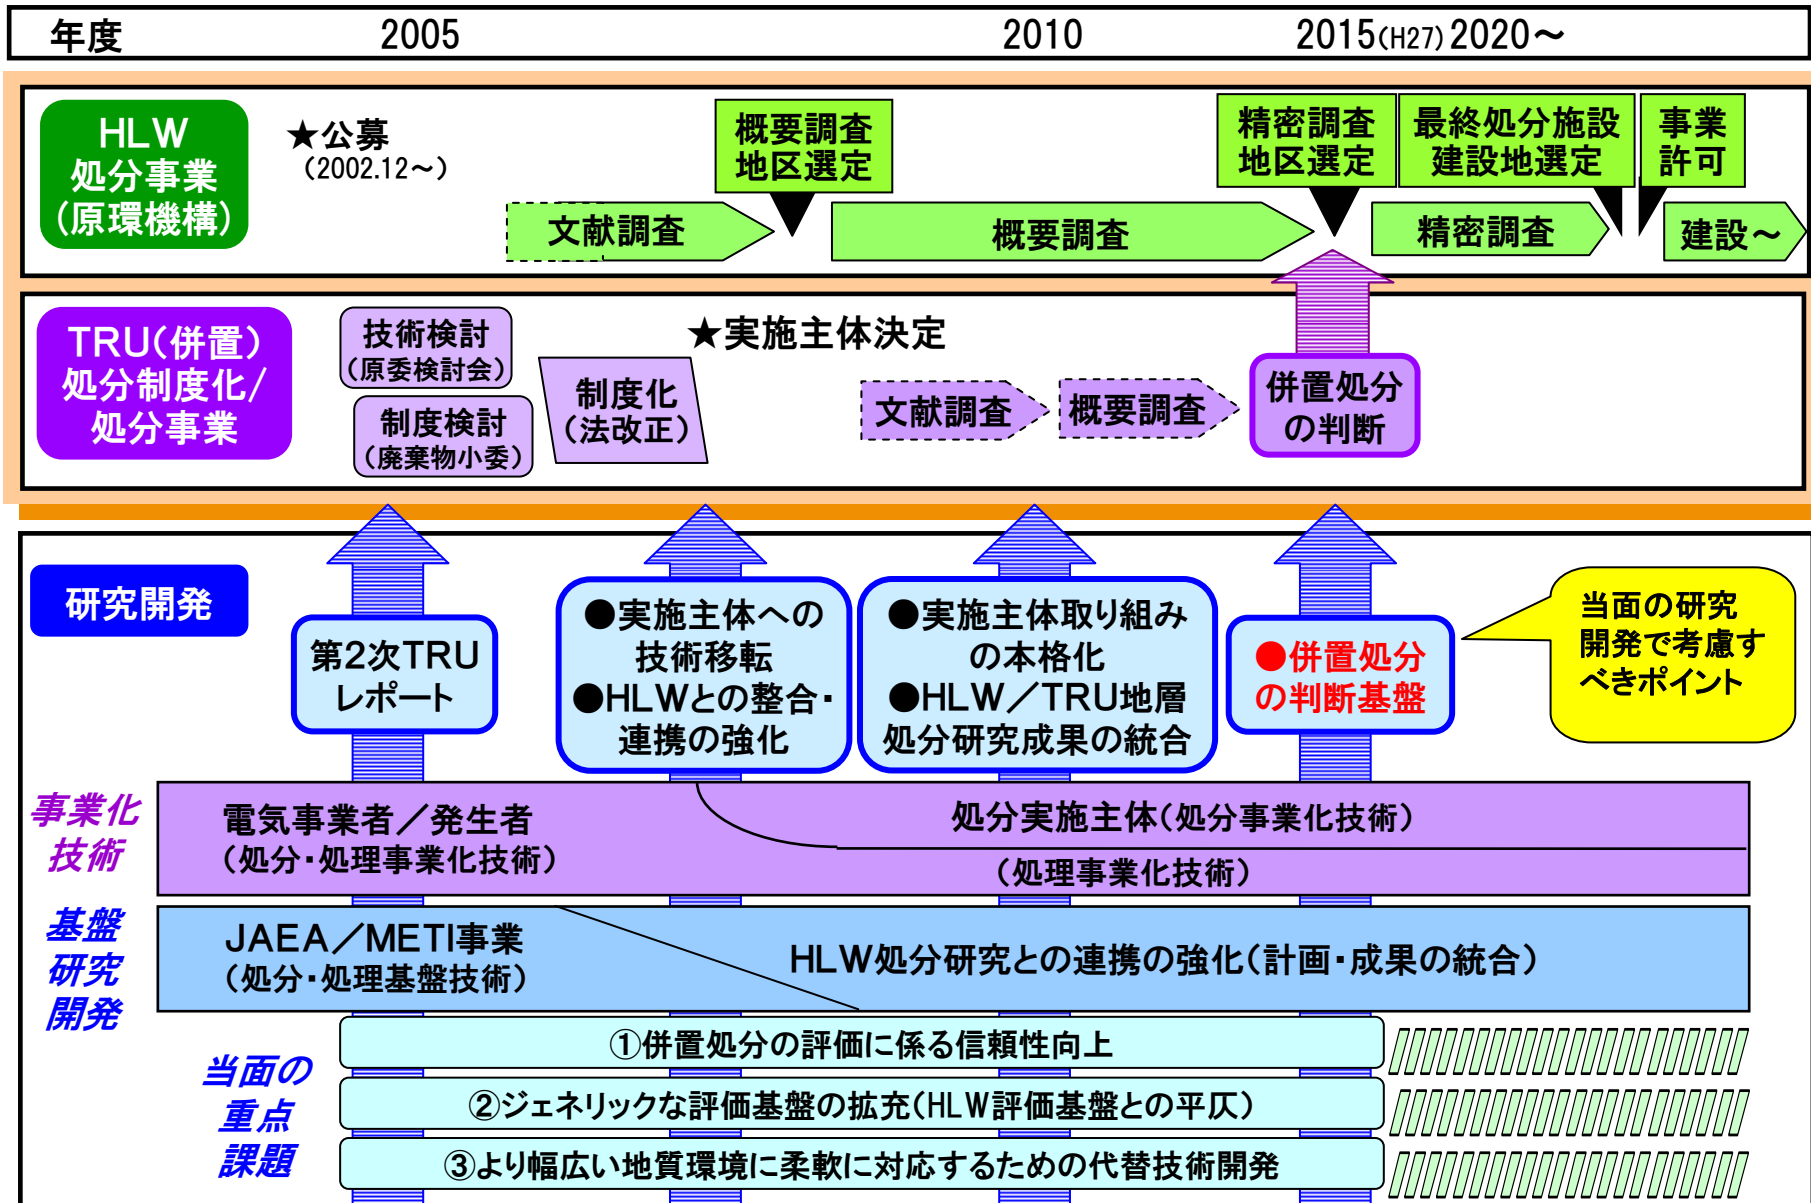 年度 2005 2010 2015(H27) 2020～
HLW
処分事業
(原環機構)
★公募
(2002.12～)
概要調査
地区選定
精密調査
地区選定
最終処分施設
建設地選定
事業
許可
文献調査
概要調査
精密調査
建設～
TRU(併置)
処分制度化/
処分事業
技術検討
(原委検討会)
制度検討
(廃棄物小委)
制度化
(法改正)
★実施主体決定
文献調査
概要調査
併置処分
の判断
研究開発
第2次TRU
レポート
●実施主体への
技術移転
●HLWとの整合・
連携の強化
●実施主体取り組み
の本格化
●HLW／TRU地層
処分研究成果の統合
●併置処分
の判断基盤
当面の研究
開発で考慮す
べきポイント
事業化
技術
電気事業者／発生者
(処分・処理事業化技術)
処分実施主体(処分事業化技術)
(処理事業化技術)
基盤
研究
開発
JAEA／METI事業
(処分・処理基盤技術)
HLW処分研究との連携の強化(計画・成果の統合)
当面の
重点
課題
①併置処分の評価に係る信頼性向上
②ジェネリックな評価基盤の拡充(HLW評価基盤との平仄)
③より幅広い地質環境に柔軟に対応するための代替技術開発